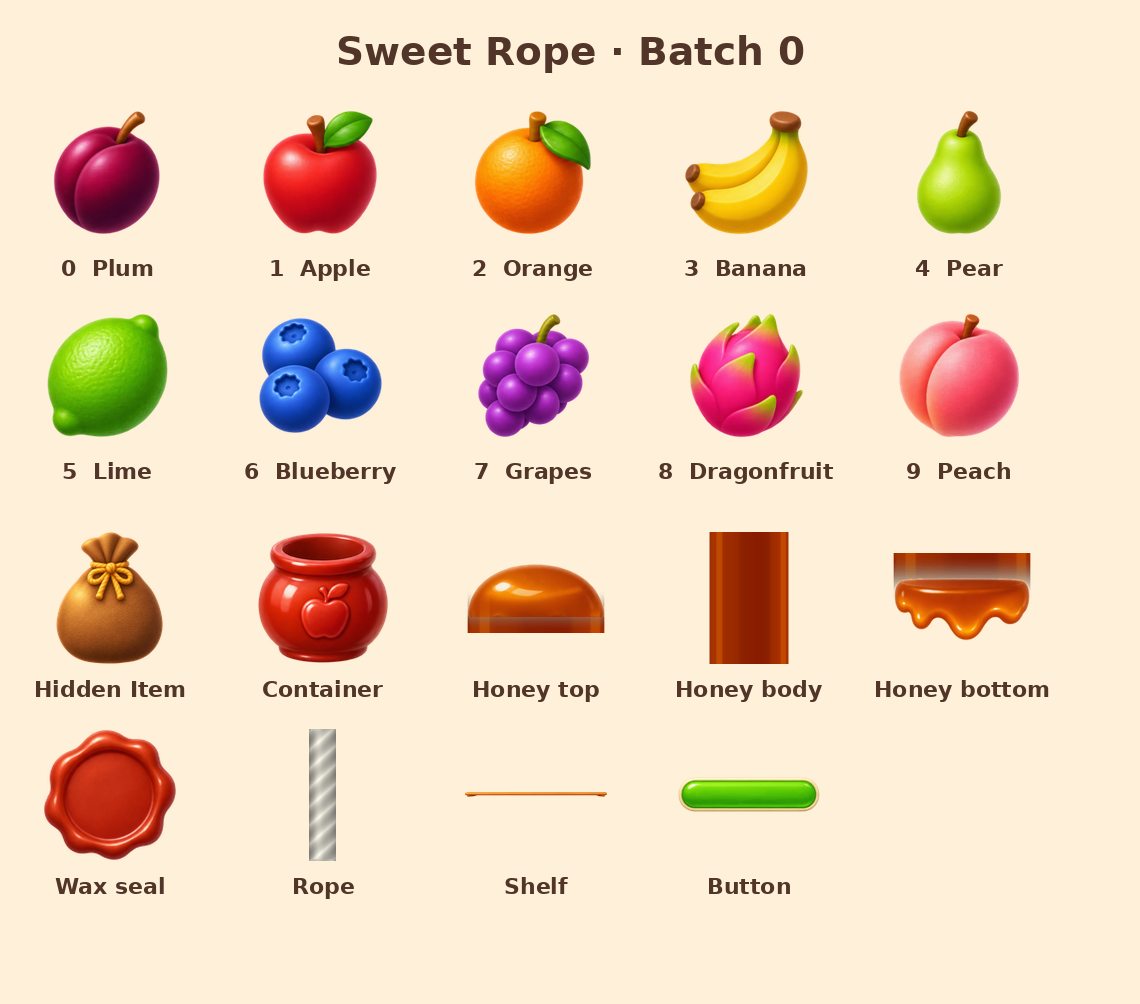 Sweet Rope · Batch 0
0 Plum
1 Apple
2 Orange
3 Banana
4 Pear
5 Lime
6 Blueberry
7 Grapes
8 Dragonfruit
9 Peach
Hidden Item
Container
Honey top
Honey body
Honey bottom
Wax seal
Rope
Shelf
Button